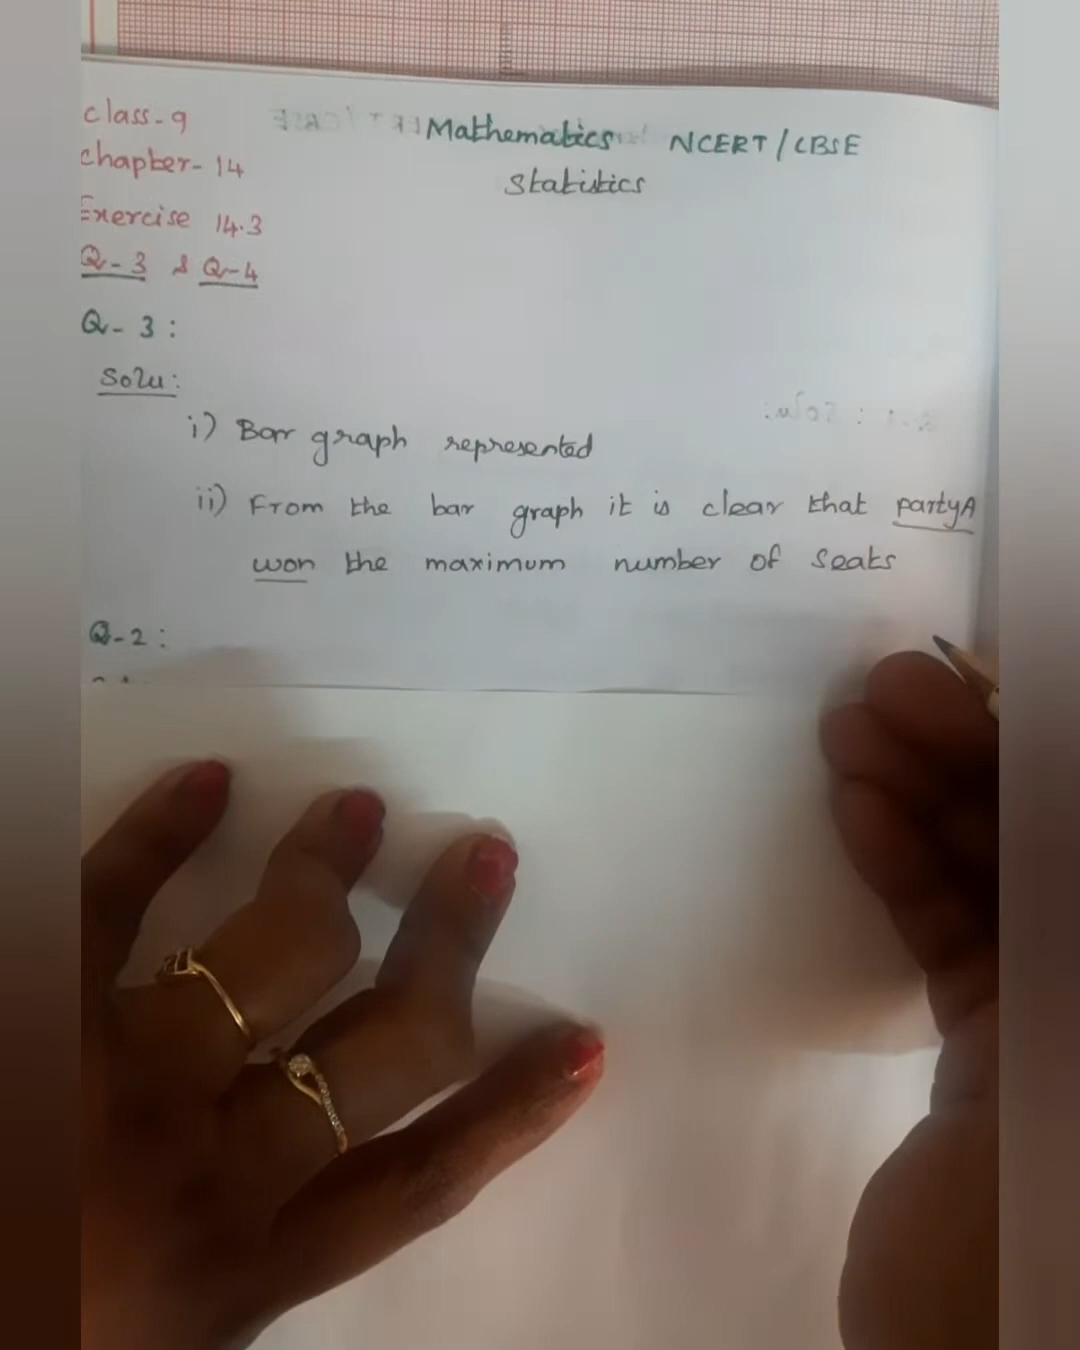 class-9
chapter-14
Exercise 14.3
Q-3 & Q-4
Mathematics NCERT/CBSE
Statistics
Q-3:
Solu:
i) Bar graph represented
ii) From the bar graph it is clear that partyA
won the maximum number of seats
Q-2: